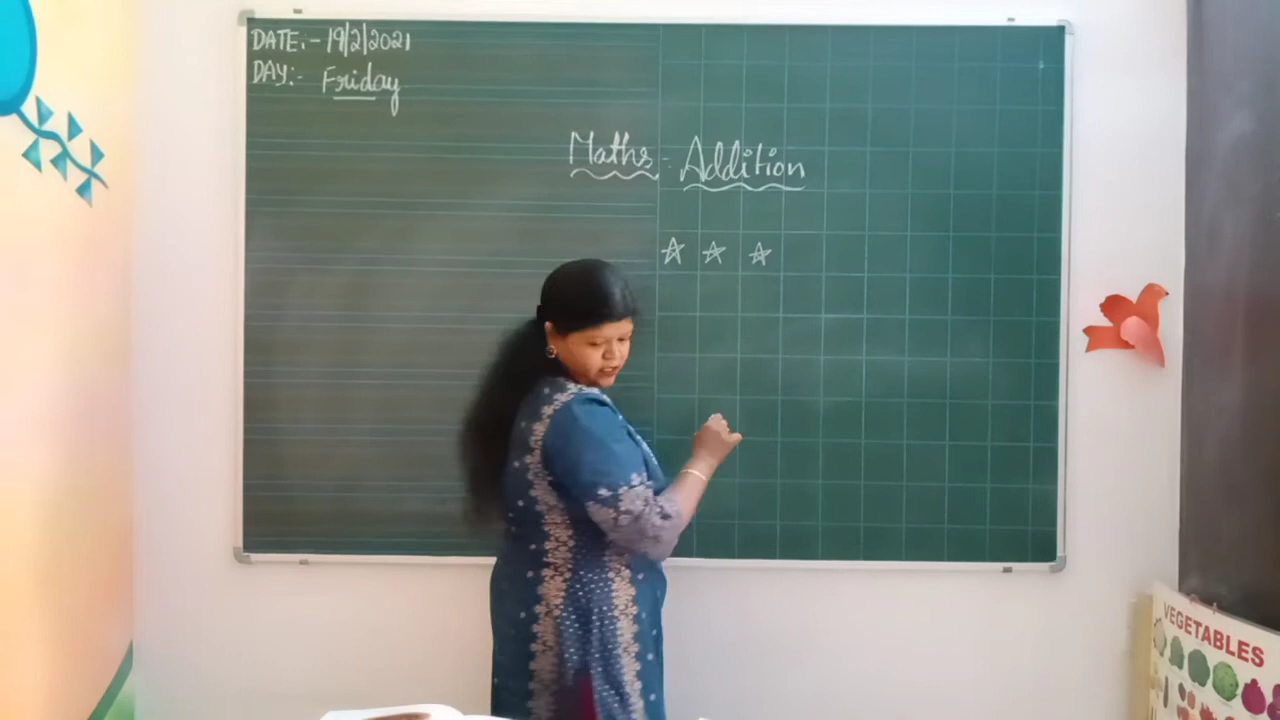 DATE:- 19/2/2021
DAY:- Friday
Maths - Addition
VEGETABLES